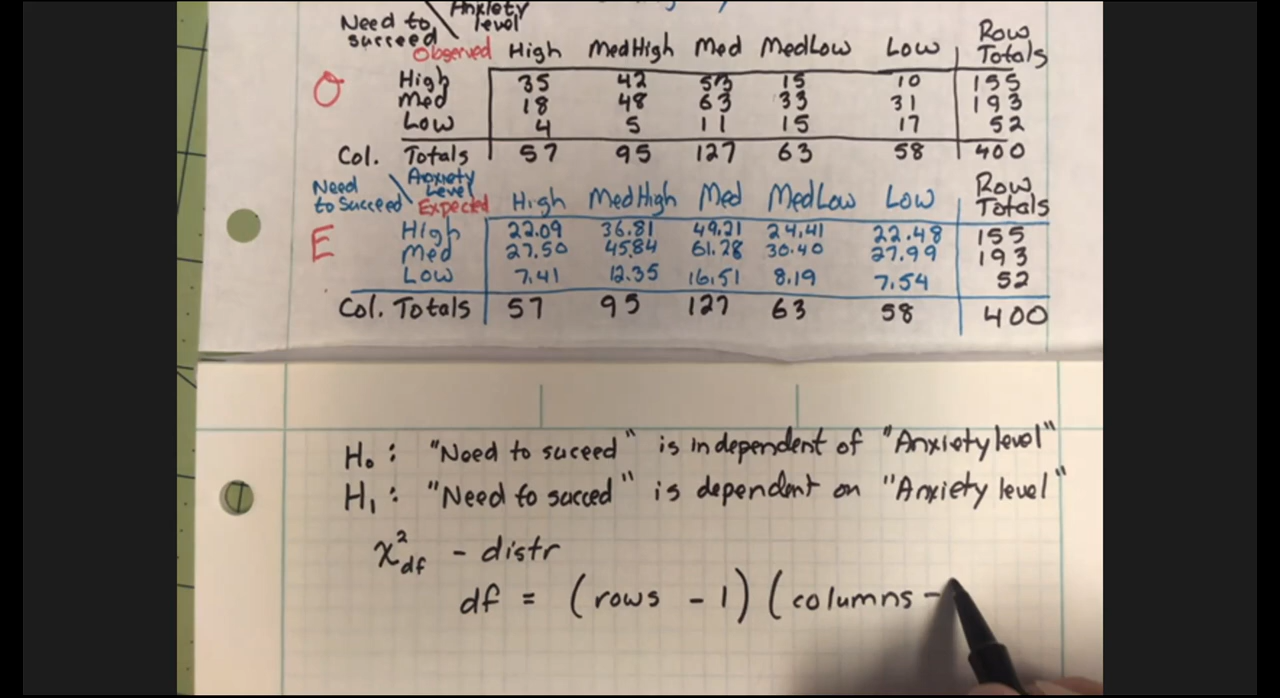 Anxiety
Need to \ level
succeed Observed High MedHigh Med MedLow Low Row Totals
O High 35 42 53 15 10 155
Med 18 48 63 33 31 193
Low 4 5 11 15 17 52
Col. Totals 57 95 127 63 58 400
Need \ Anxiety Level
to Succeed Expected High MedHigh Med MedLow Low Row Totals
E High 22.09 36.81 49.21 24.41 22.48 155
Med 27.50 45.84 61.28 30.40 27.99 193
Low 7.41 12.35 16.51 8.19 7.54 52
Col. Totals 57 95 127 63 58 400
H₀: "Need to suceed" is independent of "Anxiety level"
H₁: "Need to succed" is dependent on "Anxiety level"
χ²df - distr
df = (rows - 1) (columns -